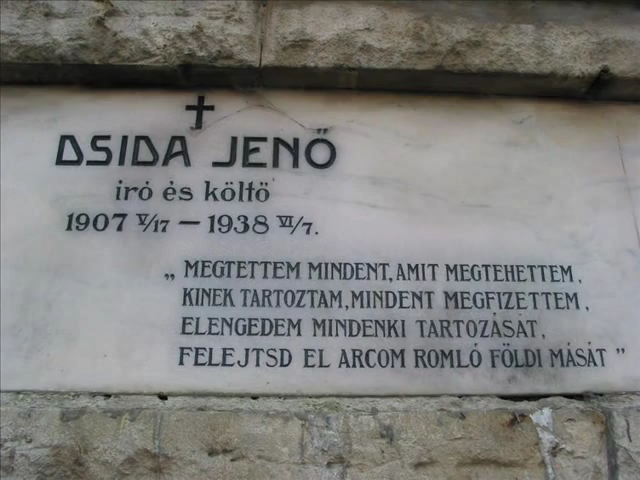 DSIDA JENŐ
író és költő
1907 V/17 – 1938 VI/7.
„MEGTETTEM MINDENT, AMIT MEGTEHETTEM,
KINEK TARTOZTAM, MINDENT MEGFIZETTEM,
ELENGEDEM MINDENKI TARTOZÁSÁT,
FELEJTSD EL ARCOM ROMLÓ FÖLDI MÁSÁT”